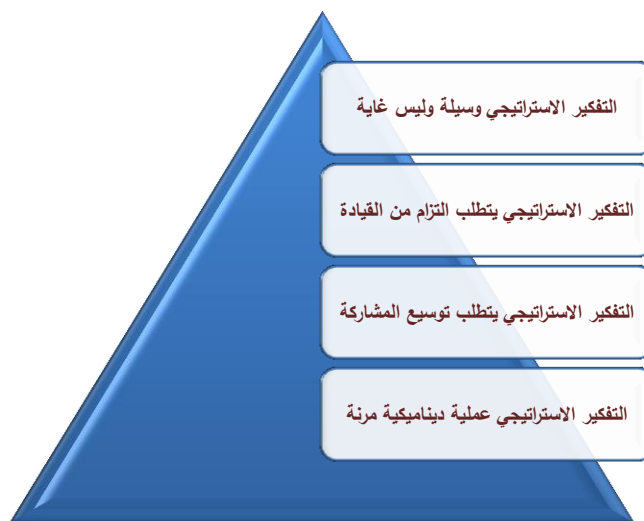 التفكير الاستراتيجي وسيلة وليس غاية
التفكير الاستراتيجي يتطلب التزام من القيادة
التفكير الاستراتيجي يتطلب توسيع المشاركة
التفكير الاستراتيجي عملية ديناميكية مرنة